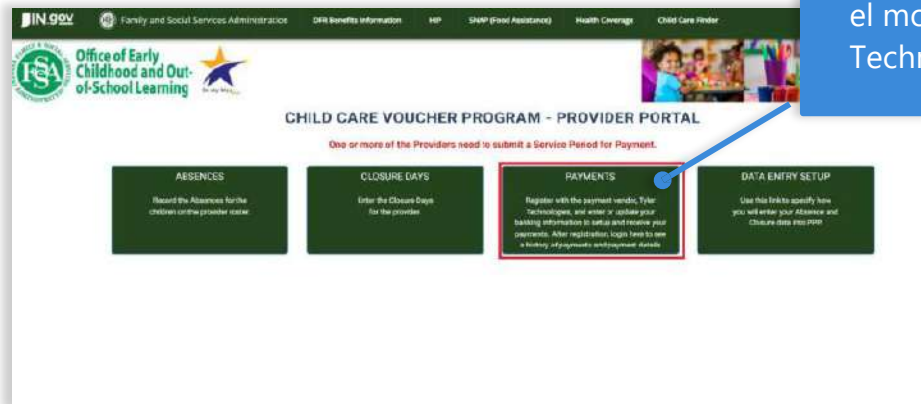 IN.gov
Family and Social Services Administration
DFR Benefits Information
HIP
SNAP (Food Assistance)
Health Coverage
Child Care Finder
el mo
Techn
FSSA
Office of Early
Childhood and Out-
of-School Learning
CHILD CARE VOUCHER PROGRAM - PROVIDER PORTAL
One or more of the Providers need to submit a Service Period for Payment.
ABSENCES
Record the Absences for the
children on the provider roster
CLOSURE DAYS
Enter the Closure Days
for the provider
PAYMENTS
Register with the payment vendor, Tyler
Technologies, and enter or update your
banking information to setup and receive your
payments. After registration, login here to see
a history of payments and payment details
DATA ENTRY SETUP
Use this link to specify how
you will enter your Absence and
Closure data into PPP